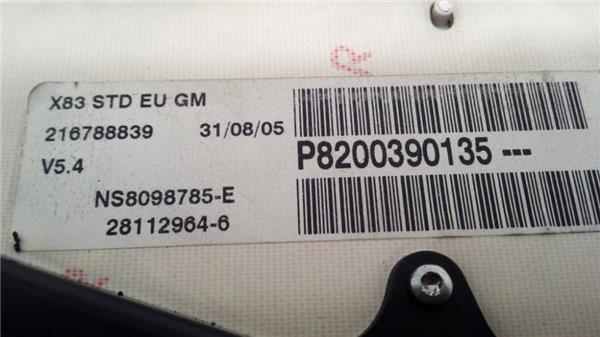 X83 STD EU GM
216788839 31/08/05
V5.4
P8200390135 ---
NS8098785-E
28112964-6